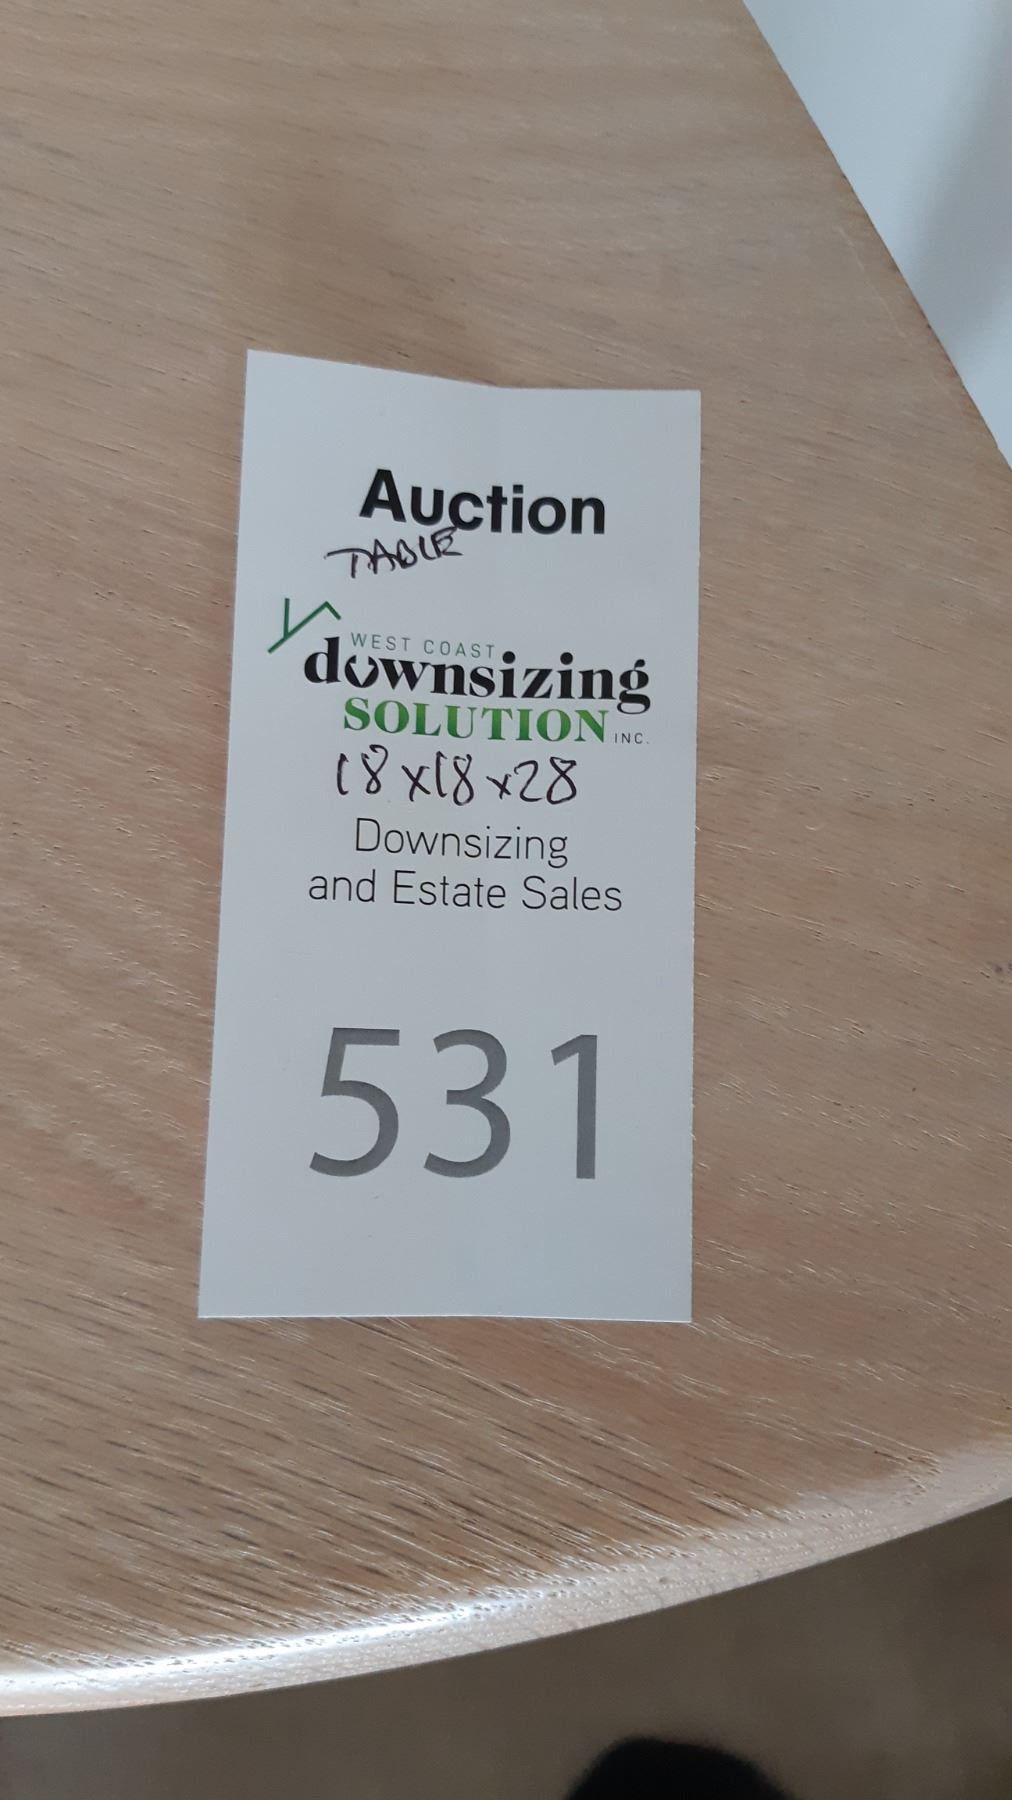 Auction
TABLE
WEST COAST
downsizing
SOLUTION INC.
18x18x28
Downsizing
and Estate Sales
531